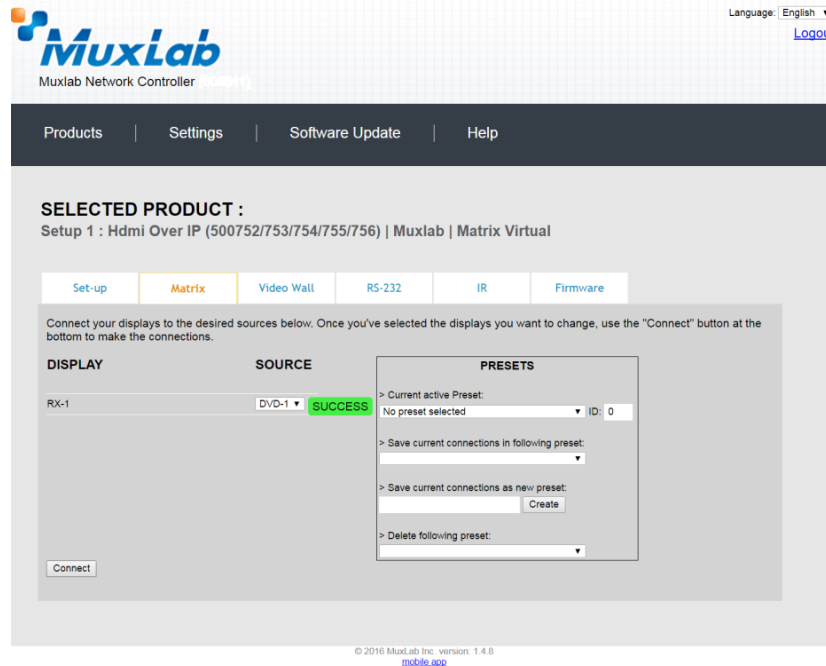 Language: English
Logou
MuxLab
Muxlab Network Controller
Products | Settings | Software Update | Help
SELECTED PRODUCT :
Setup 1 : Hdmi Over IP (500752/753/754/755/756) | Muxlab | Matrix Virtual
Set-up Matrix Video Wall RS-232 IR Firmware
Connect your displays to the desired sources below. Once you've selected the displays you want to change, use the "Connect" button at the
bottom to make the connections.
DISPLAY SOURCE PRESETS
> Current active Preset:
RX-1 DVD-1 SUCCESS No preset selected ID: 0
> Save current connections in following preset:
> Save current connections as new preset:
Create
> Delete following preset:
Connect
© 2016 MuxLab Inc. version: 1.4.8
mobile app